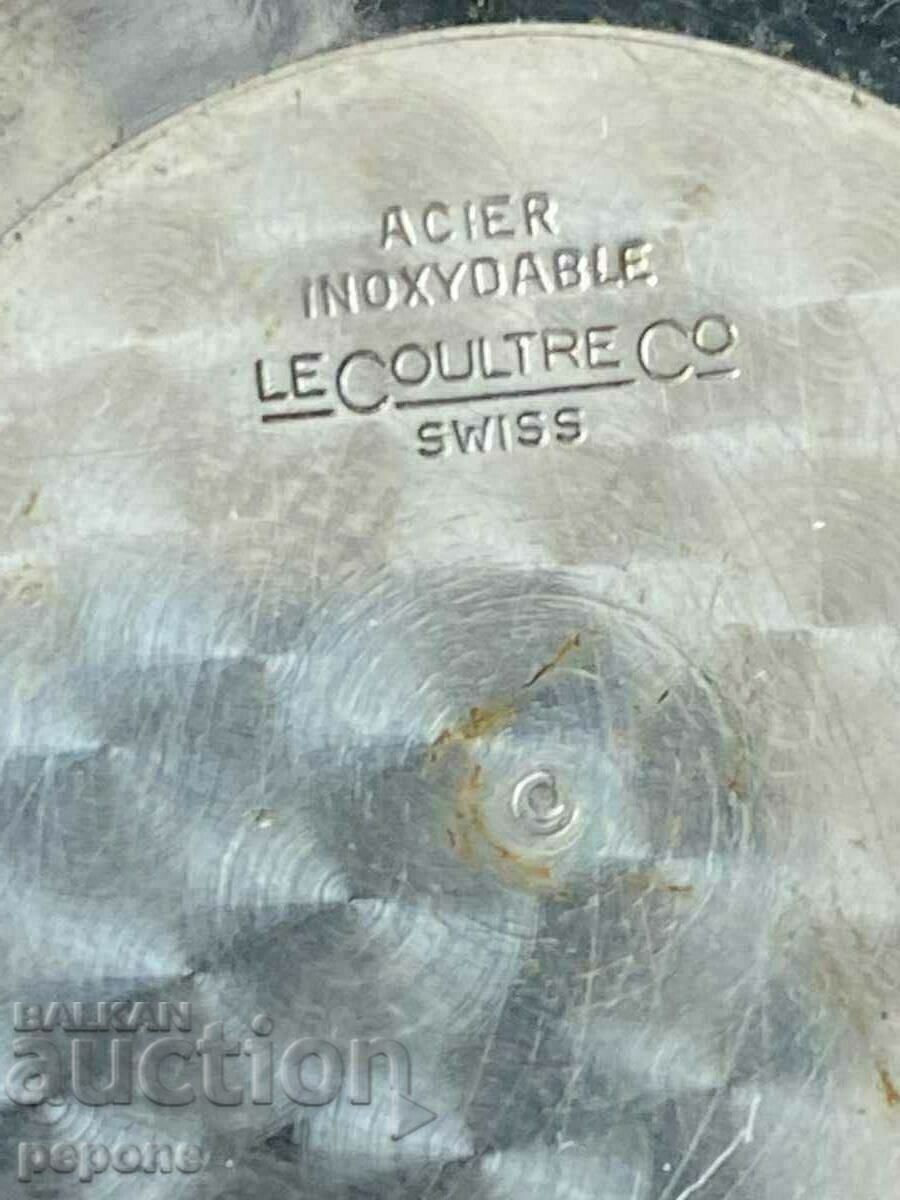 ACIER
INOXYDABLE
LECOULTRE CO
SWISS
BALKAN
auction
pepone